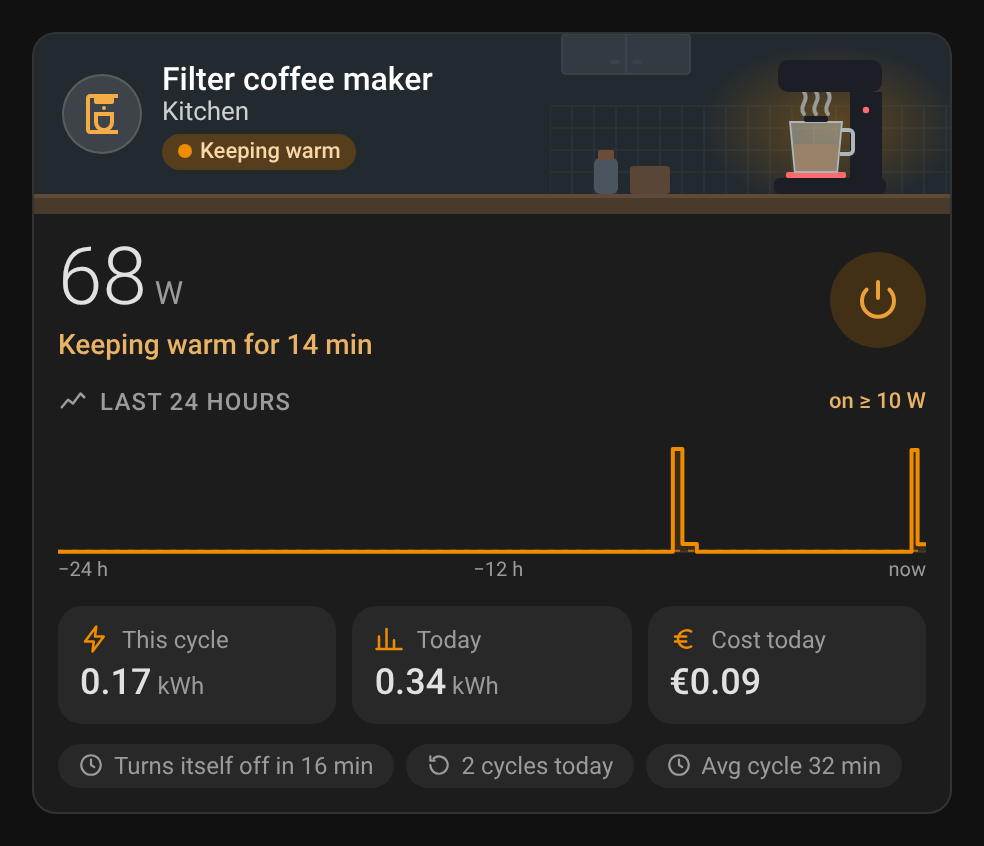 Filter coffee maker
Kitchen
Keeping warm
68 W
Keeping warm for 14 min
LAST 24 HOURS
on ≥ 10 W
−24 h
−12 h
now
This cycle
0.17 kWh
Today
0.34 kWh
€ Cost today
€0.09
Turns itself off in 16 min
2 cycles today
Avg cycle 32 min